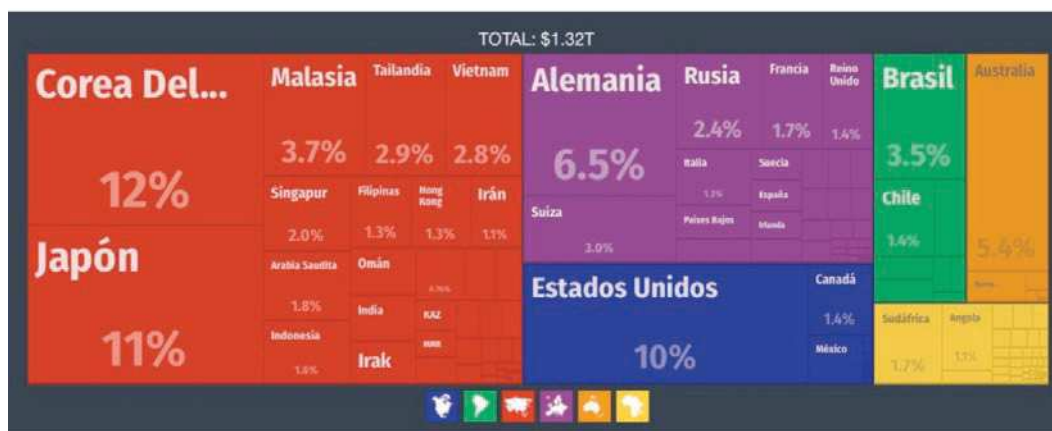 TOTAL: $1.32T
Corea Del...
12%
Japón
11%
Malasia
3.7%
Tailandia
2.9%
Vietnam
2.8%
Singapur
2.0%
Filipinas
1.3%
Hong
Kong
1.3%
Irán
1.1%
Arabia Saudita
1.8%
Omán
Indonesia
India
KAZ
Irak
Alemania
6.5%
Suiza
3.0%
Rusia
2.4%
Francia
1.7%
Reino
Unido
1.4%
Italia
Suecia
España
Países Bajos
Irlanda
Estados Unidos
10%
Canadá
1.4%
México
Brasil
3.5%
Chile
1.4%
Australia
5.4%
Sudáfrica
1.7%
Angola
1.1%